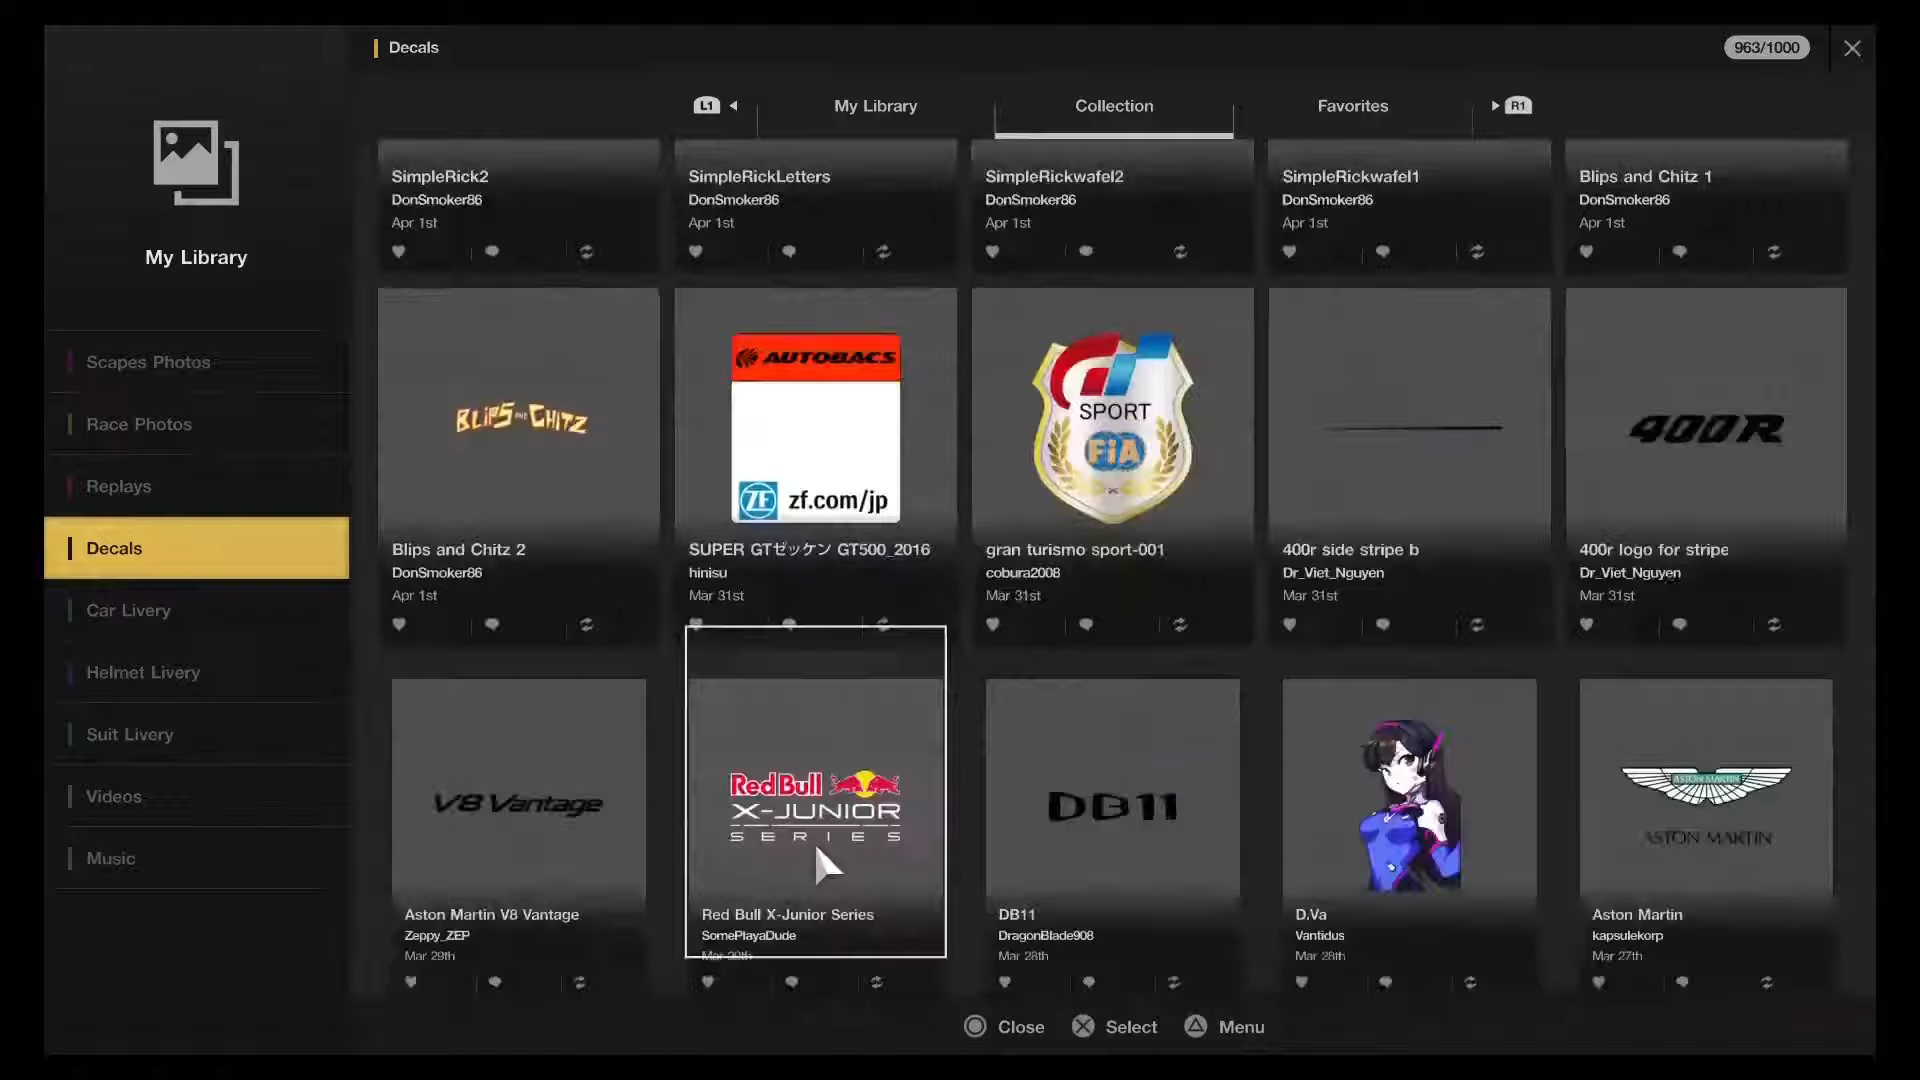 Decals
963/1000
L1
My Library
Collection
Favorites
R1
My Library
Scapes Photos
Race Photos
Replays
Decals
Car Livery
Helmet Livery
Suit Livery
Videos
Music
SimpleRick2
DonSmoker86
Apr 1st
SimpleRickLetters
DonSmoker86
Apr 1st
SimpleRickwafel2
DonSmoker86
Apr 1st
SimpleRickwafel1
DonSmoker86
Apr 1st
Blips and Chitz 1
DonSmoker86
Apr 1st
BLIPS AND CHITZ
Blips and Chitz 2
DonSmoker86
Apr 1st
AUTOBACS
ZF zf.com/jp
SUPER GTゼッケン GT500_2016
hinisu
Mar 31st
SPORT
FiA
gran turismo sport-001
cobura2008
Mar 31st
400r side stripe b
Dr_Viet_Nguyen
Mar 31st
400R
400r logo for stripe
Dr_Viet_Nguyen
Mar 31st
V8 Vantage
Aston Martin V8 Vantage
Zeppy_ZEP
Mar 29th
Red Bull
X-JUNIOR
SERIES
Red Bull X-Junior Series
SomePlayaDude
DB11
DB11
DragonBlade908
Mar 28th
D.Va
Vantidus
Mar 28th
ASTON MARTIN
ASTON MARTIN
Aston Martin
kapsulekorp
Mar 27th
Close
Select
Menu